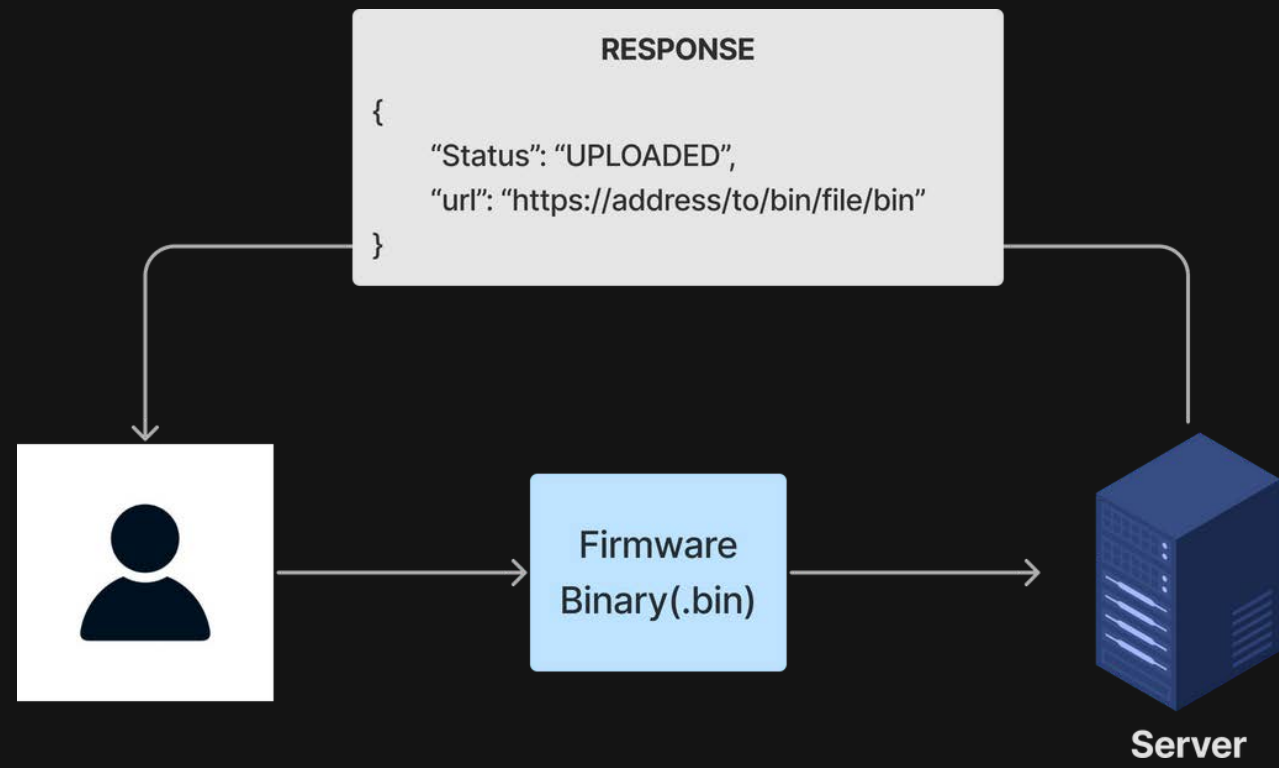 RESPONSE
{
“Status”: “UPLOADED”,
“url”: “https://address/to/bin/file/bin”
}
Firmware
Binary(.bin)
Server